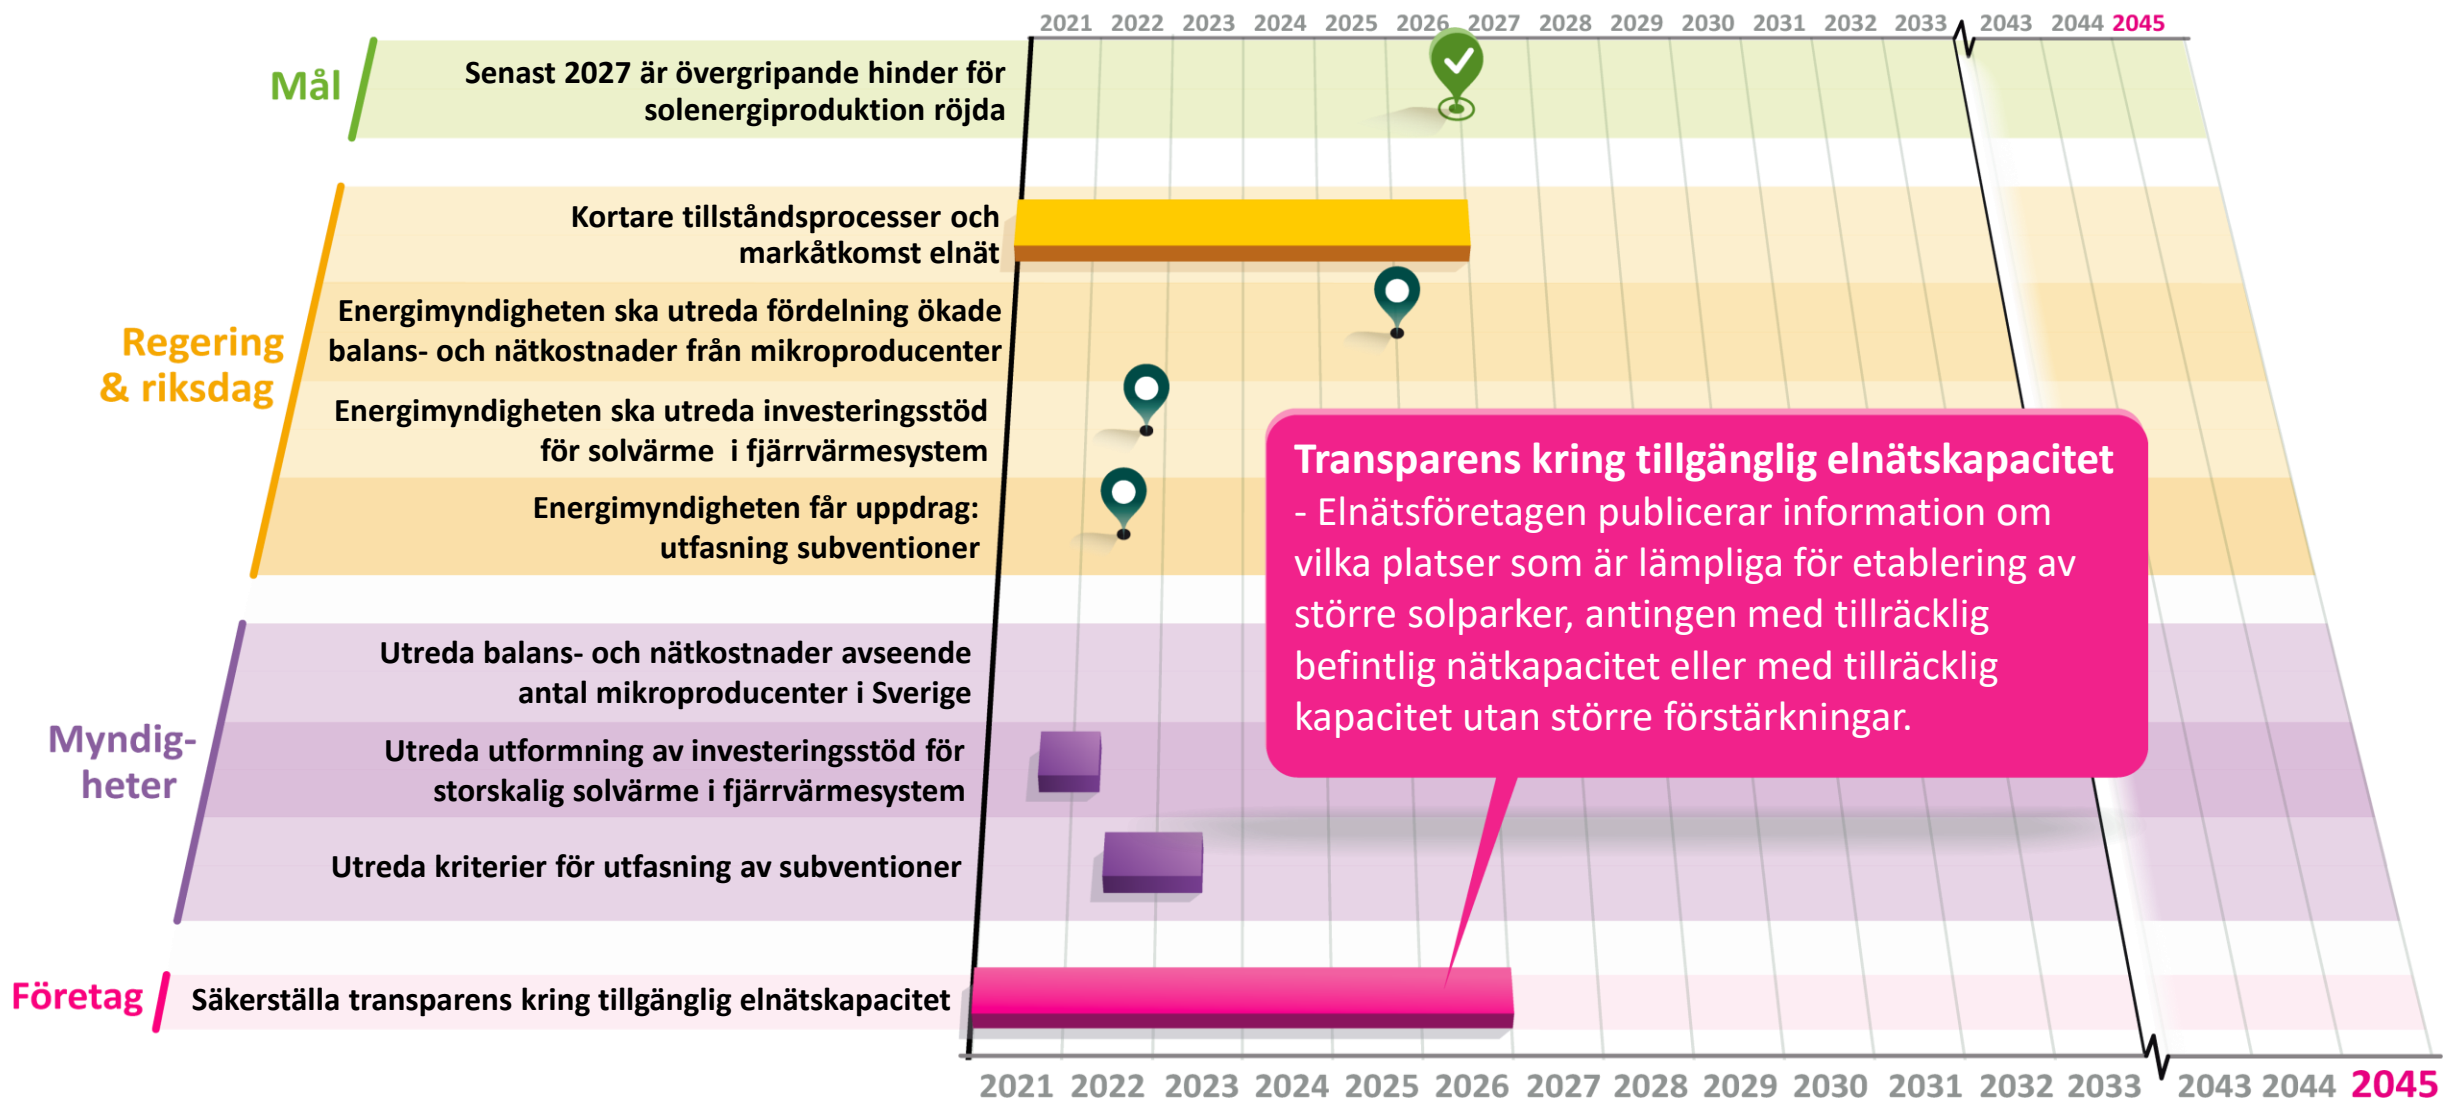 2021 2022 2023 2024 2025 2026 2027 2028 2029 2030 2031 2032 2033 2043 2044 2045
Mål
Senast 2027 är övergripande hinder för
solenergiproduktion röjda
Regering
& riksdag
Kortare tillståndsprocesser och
markåtkomst elnät
Energimyndigheten ska utreda fördelning ökade
balans- och nätkostnader från mikroproducenter
Energimyndigheten ska utreda investeringsstöd
för solvärme i fjärrvärmesystem
Energimyndigheten får uppdrag:
utfasning subventioner
Transparens kring tillgänglig elnätskapacitet
- Elnätsföretagen publicerar information om
vilka platser som är lämpliga för etablering av
större solparker, antingen med tillräcklig
befintlig nätkapacitet eller med tillräcklig
kapacitet utan större förstärkningar.
Myndig-
heter
Utreda balans- och nätkostnader avseende
antal mikroproducenter i Sverige
Utreda utformning av investeringsstöd för
storskalig solvärme i fjärrvärmesystem
Utreda kriterier för utfasning av subventioner
Företag
Säkerställa transparens kring tillgänglig elnätskapacitet
2021 2022 2023 2024 2025 2026 2027 2028 2029 2030 2031 2032 2033 2043 2044 2045